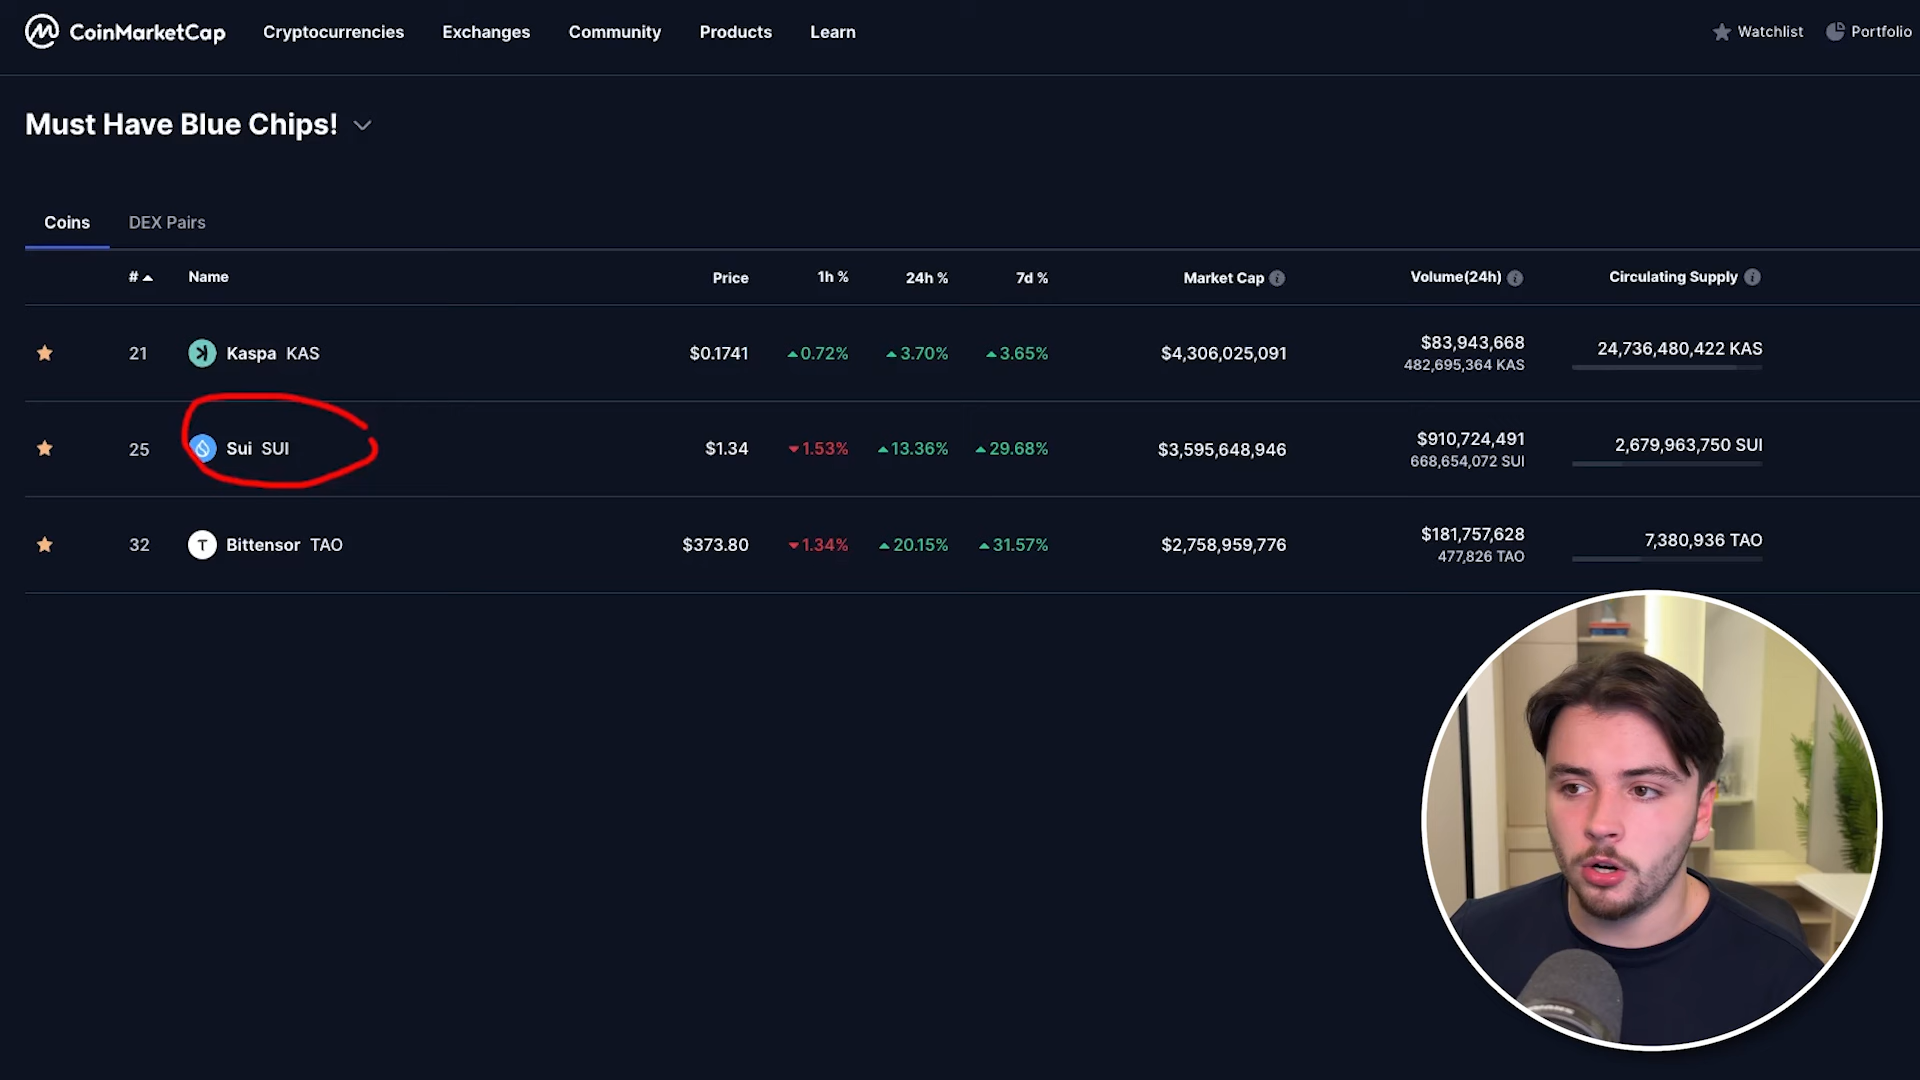 CoinMarketCap Cryptocurrencies Exchanges Community Products Learn Watchlist Portfolio
Must Have Blue Chips!
Coins DEX Pairs
# Name Price 1h % 24h % 7d % Market Cap Volume(24h) Circulating Supply
21 Kaspa KAS $0.1741 0.72% 3.70% 3.65% $4,306,025,091 $83,943,668 24,736,480,422 KAS
482,695,364 KAS
25 Sui SUI $1.34 1.53% 13.36% 29.68% $3,595,648,946 $910,724,491 2,679,963,750 SUI
668,654,072 SUI
32 Bittensor TAO $373.80 1.34% 20.15% 31.57% $2,758,959,776 $181,757,628 7,380,936 TAO
477,826 TAO